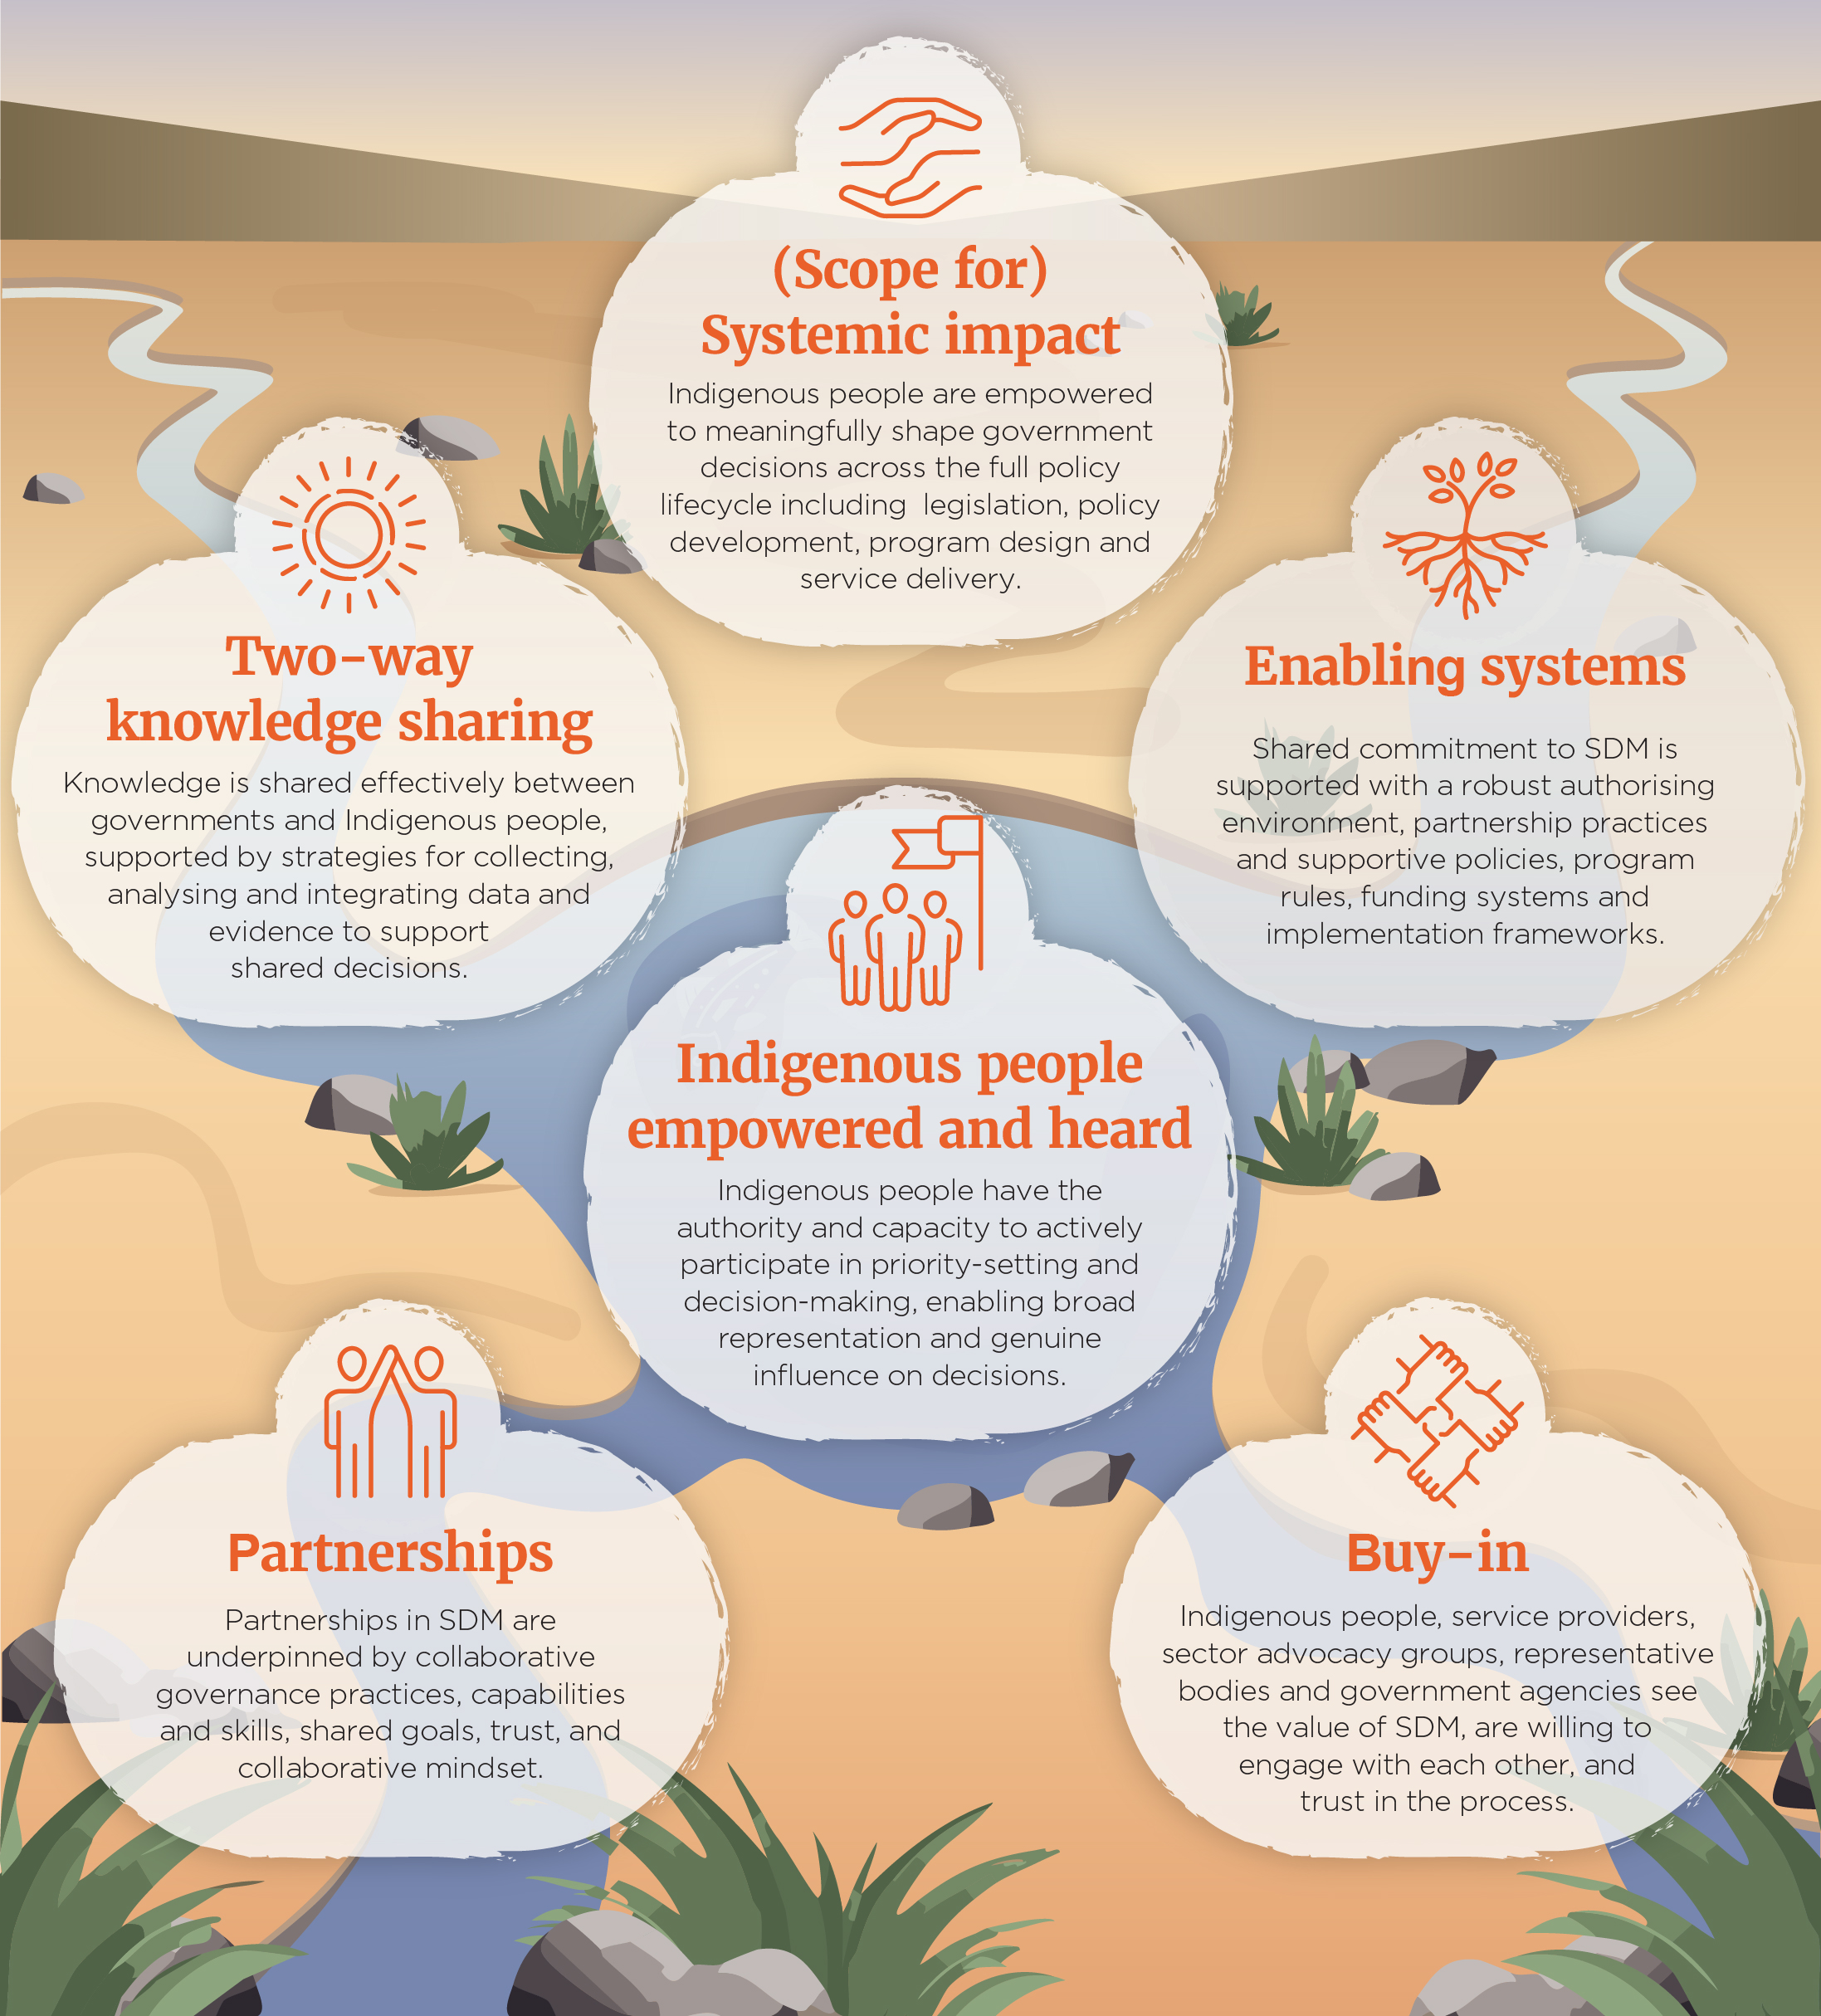 (Scope for)
Systemic impact
Indigenous people are empowered
to meaningfully shape government
decisions across the full policy
lifecycle including  legislation, policy
development, program design and
service delivery.
Two-way
knowledge sharing
Knowledge is shared effectively between
governments and Indigenous people,
supported by strategies for collecting,
analysing and integrating data and
evidence to support
shared decisions.
Enabling systems
Shared commitment to SDM is
supported with a robust authorising
environment, partnership practices
and supportive policies, program
rules, funding systems and
implementation frameworks.
Indigenous people
empowered and heard
Indigenous people have the
authority and capacity to actively
participate in priority-setting and
decision-making, enabling broad
representation and genuine
influence on decisions.
Partnerships
Partnerships in SDM are
underpinned by collaborative
governance practices, capabilities
and skills, shared goals, trust, and
collaborative mindset.
Buy-in
Indigenous people, service providers,
sector advocacy groups, representative
bodies and government agencies see
the value of SDM, are willing to
engage with each other, and
trust in the process.